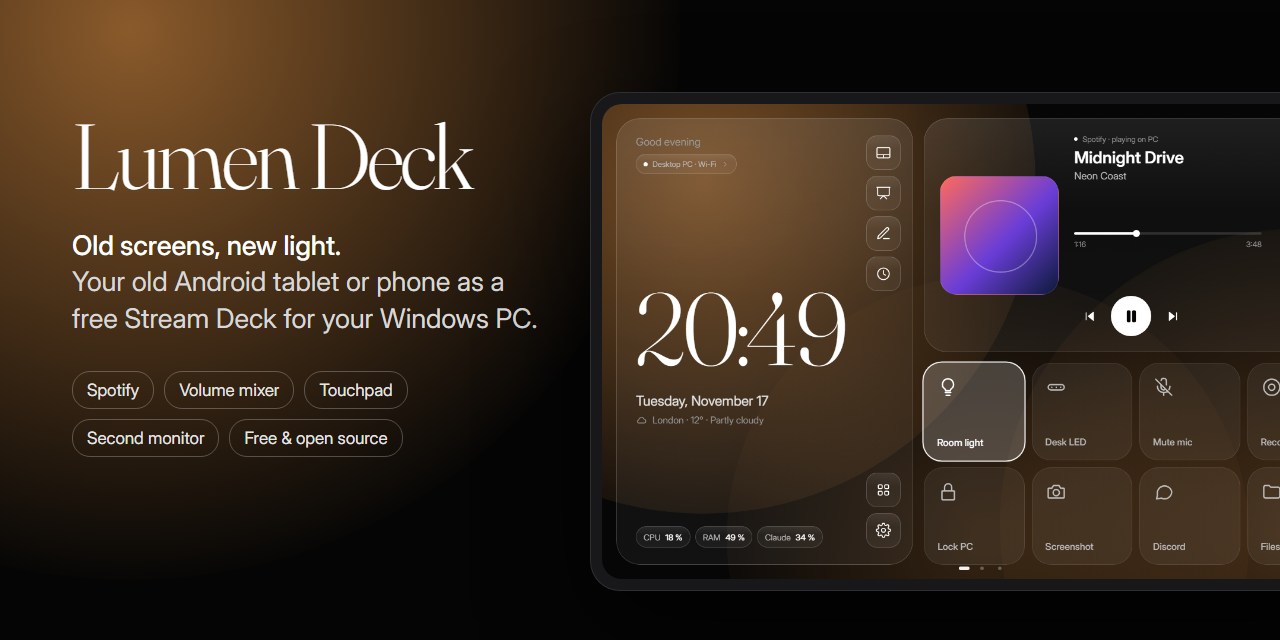 Lumen Deck
Old screens, new light.
Your old Android tablet or phone as a
free Stream Deck for your Windows PC.
Spotify
Volume mixer
Touchpad
Second monitor
Free & open source
Good evening
Desktop PC · Wi-Fi
20:49
Tuesday, November 17
London · 12° · Partly cloudy
CPU 18 %
RAM 49 %
Claude 34 %
Spotify · playing on PC
Midnight Drive
Neon Coast
1:16
3:48
Room light
Desk LED
Mute mic
Reco
Lock PC
Screenshot
Discord
Files